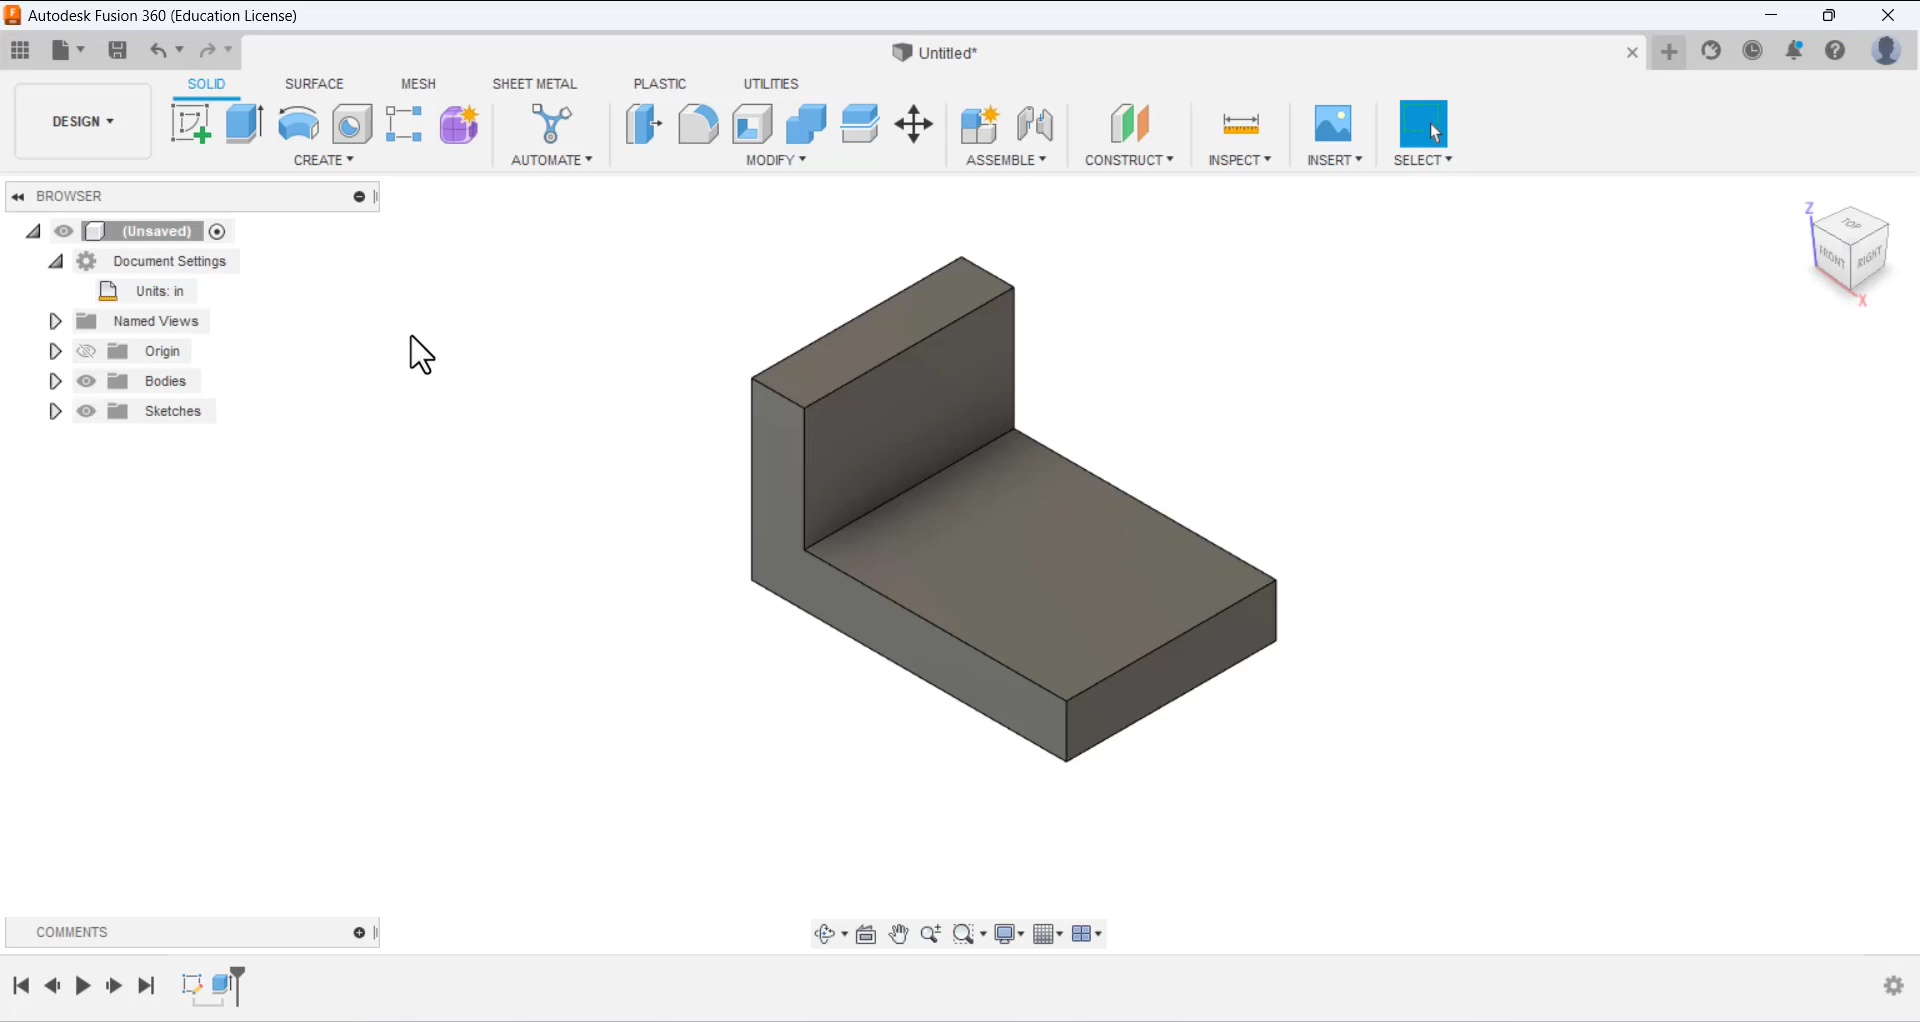 Autodesk Fusion 360 (Education License)
Untitled*
SOLID SURFACE MESH SHEET METAL PLASTIC UTILITIES
DESIGN
CREATE AUTOMATE MODIFY ASSEMBLE CONSTRUCT INSPECT INSERT SELECT
BROWSER
(Unsaved)
Document Settings
Units: in
Named Views
Origin
Bodies
Sketches
Z
TOP
FRONT RIGHT
X
COMMENTS